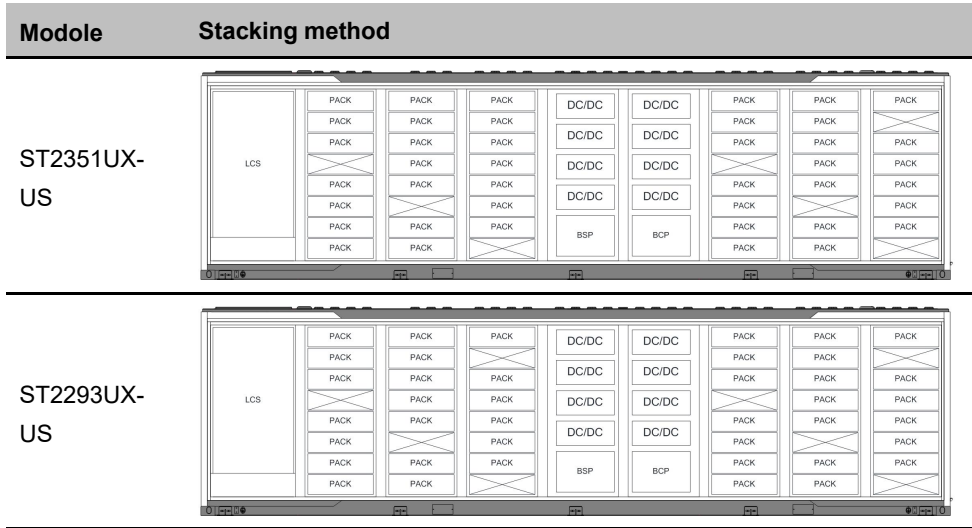 Modole Stacking method
ST2351UX-
US
PACK PACK PACK DC/DC DC/DC PACK PACK PACK
PACK PACK PACK PACK PACK
PACK PACK PACK DC/DC DC/DC PACK PACK PACK
LCS PACK PACK DC/DC DC/DC PACK PACK
PACK PACK PACK DC/DC DC/DC PACK PACK PACK
PACK PACK PACK PACK
PACK PACK PACK BSP BCP PACK PACK PACK
PACK PACK PACK PACK
ST2293UX-
US
PACK PACK PACK DC/DC DC/DC PACK PACK PACK
PACK PACK PACK PACK
PACK PACK PACK DC/DC DC/DC PACK PACK PACK
LCS PACK PACK DC/DC DC/DC PACK PACK
PACK PACK PACK DC/DC DC/DC PACK PACK PACK
PACK PACK PACK PACK
PACK PACK PACK BSP BCP PACK PACK PACK
PACK PACK PACK PACK